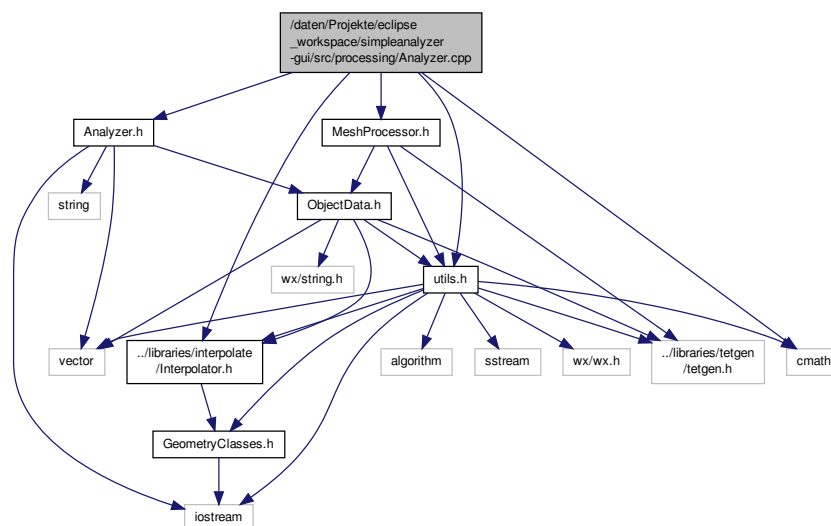 /daten/Projekte/eclipse
_workspace/simpleanalyzer
-gui/src/processing/Analyzer.cpp
Analyzer.h
MeshProcessor.h
string
ObjectData.h
wx/string.h
utils.h
vector
../libraries/interpolate
/Interpolator.h
algorithm
sstream
wx/wx.h
../libraries/tetgen
/tetgen.h
cmath
GeometryClasses.h
iostream